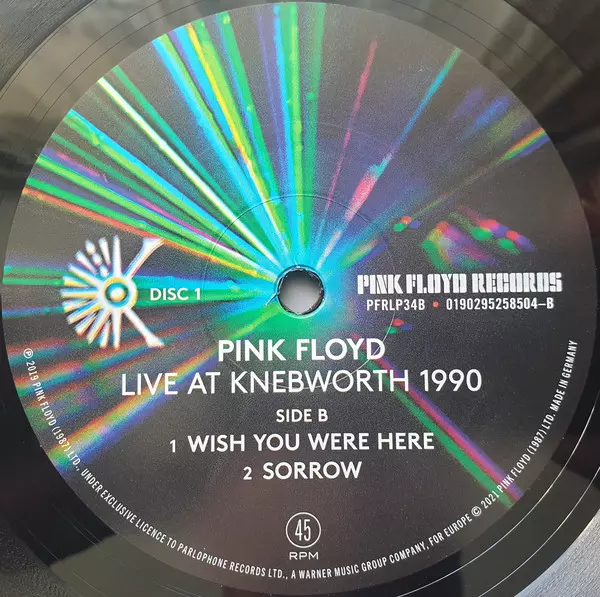 DISC 1
PINK FLOYD RECORDS
PFRLP34B • 0190295258504-B
PINK FLOYD
LIVE AT KNEBWORTH 1990
SIDE B
1 WISH YOU WERE HERE
2 SORROW
45
RPM
℗ 2019 PINK FLOYD (1987) LTD., UNDER EXCLUSIVE LICENCE TO PARLOPHONE RECORDS LTD., A WARNER MUSIC GROUP COMPANY, FOR EUROPE © 2021 PINK FLOYD (1987) LTD. MADE IN GERMANY